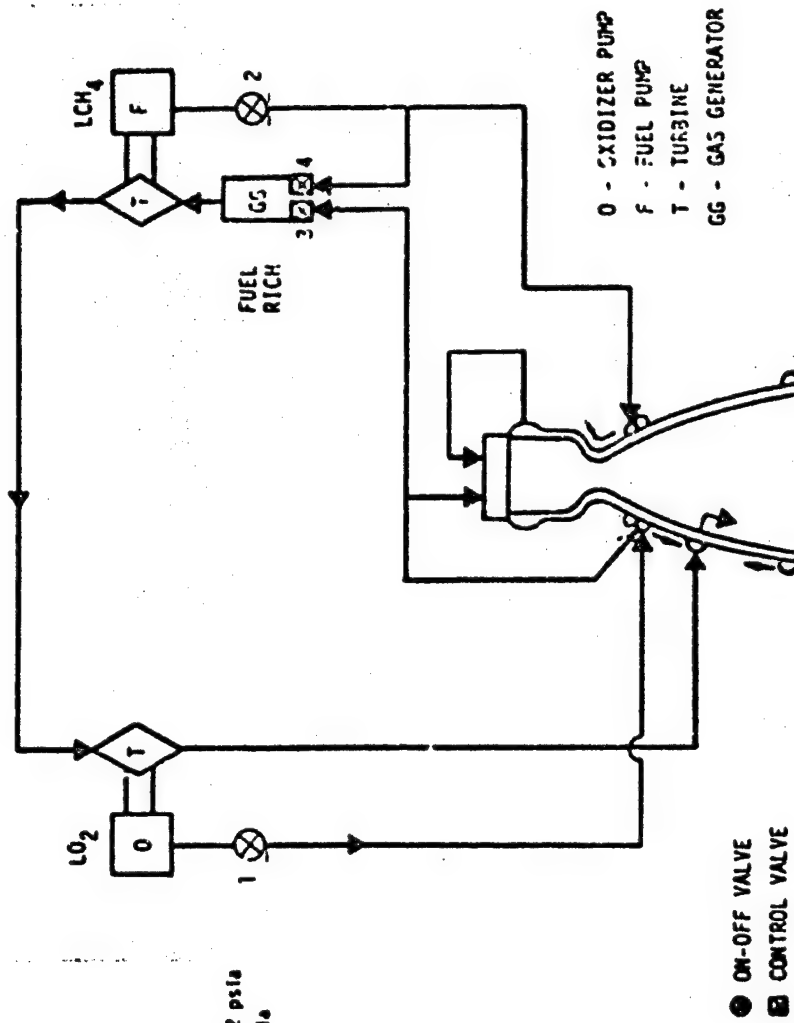 LO2
O
T
1
LCH4
F
T
2
GG
3
4
FUEL
RICH
O - OXIDIZER PUMP
F - FUEL PUMP
T - TURBINE
GG - GAS GENERATOR
ON-OFF VALVE
CONTROL VALVE
psia